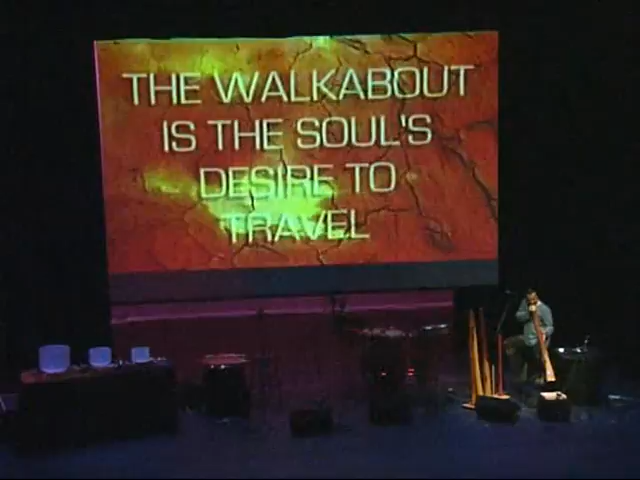 THE WALKABOUT
IS THE SOUL'S
DESIRE TO
TRAVEL